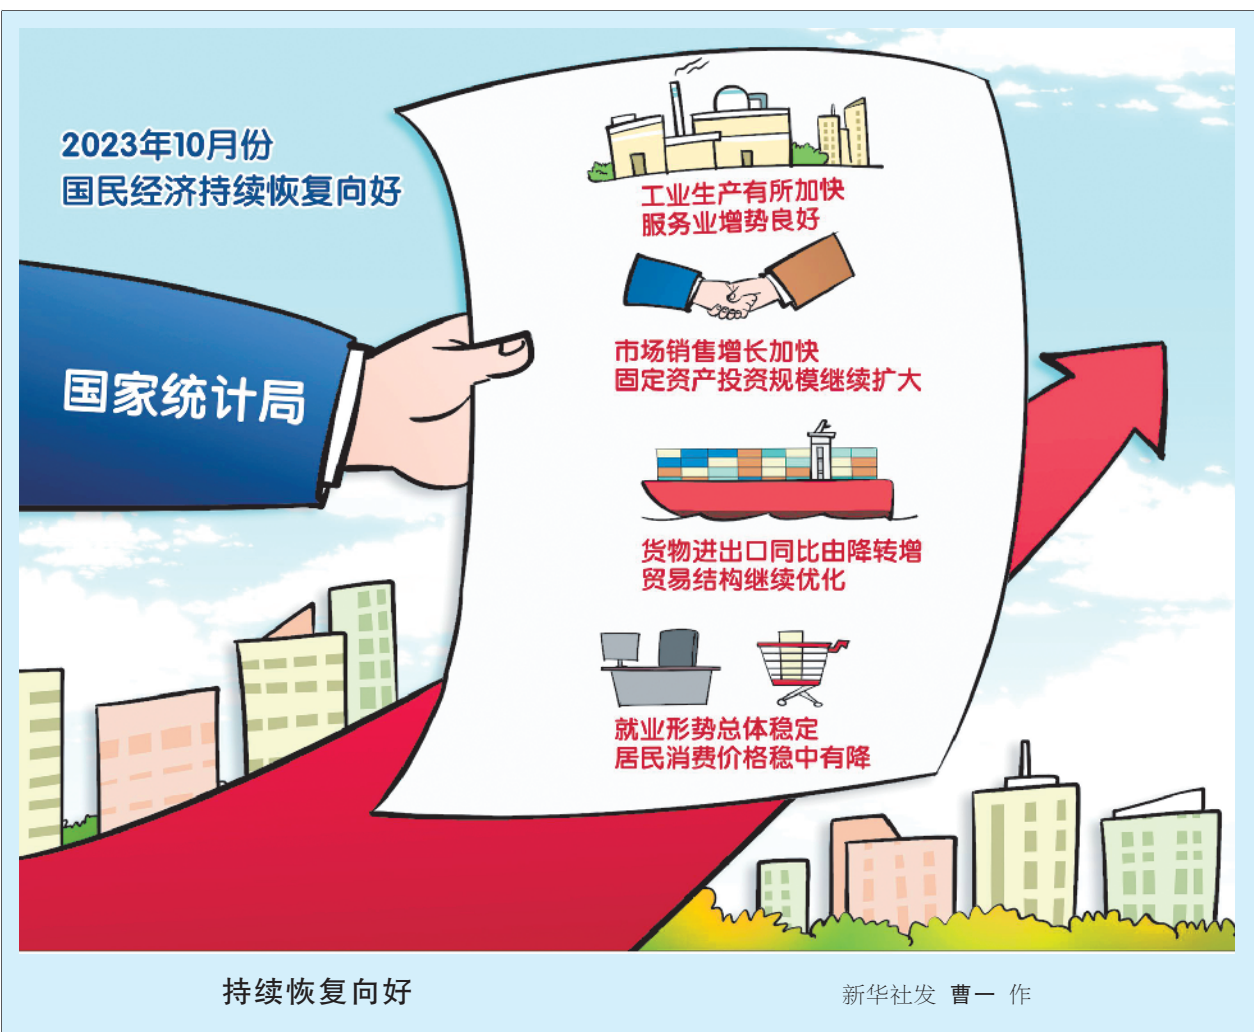 2023年10月份
国民经济持续恢复向好
国家统计局
工业生产有所加快
服务业增势良好
市场销售增长加快
固定资产投资规模继续扩大
货物进出口同比由降转增
贸易结构继续优化
就业形势总体稳定
居民消费价格稳中有降
持续恢复向好
新华社发 曹一 作